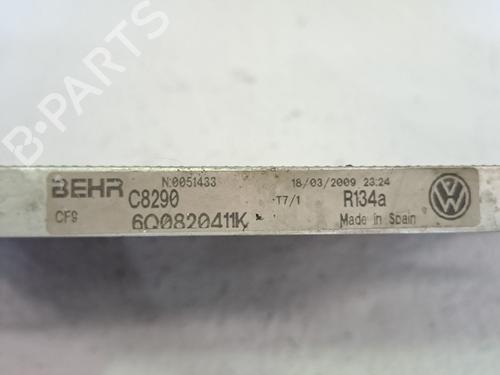 B-PARTS
N:0051433 18/03/2009 23:24
BEHR C8290 T7/1 R134a
CF9 6Q0820411K Made in Spain
VW